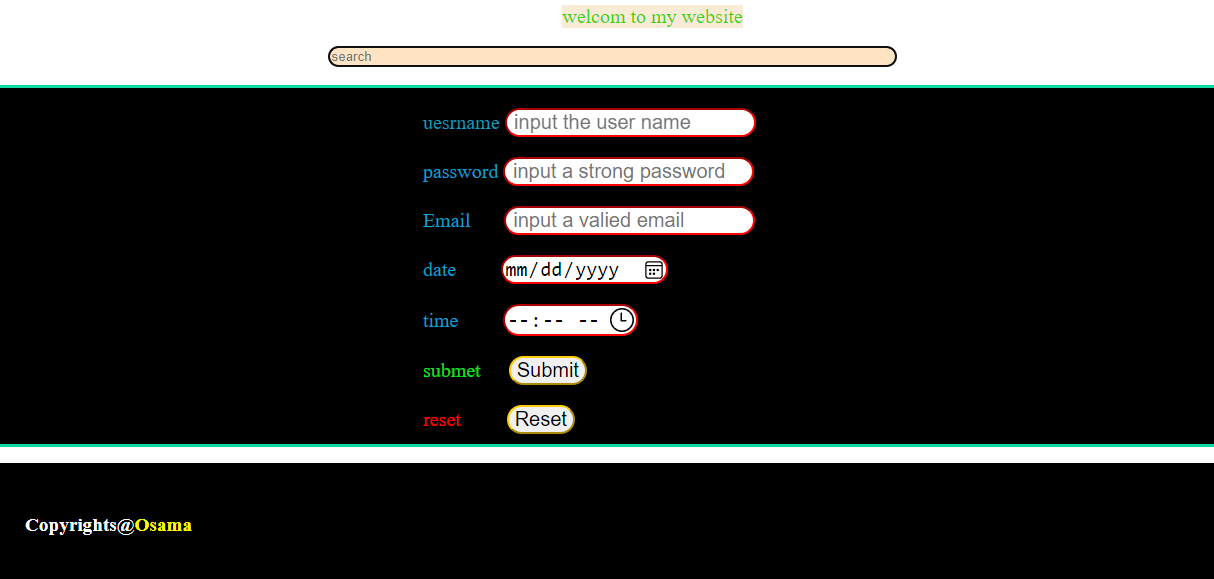 welcom to my website
search
uesrname input the user name
password input a strong password
Email input a valied email
date mm/dd/yyyy
time --:-- --
submet Submit
reset Reset
Copyrights@Osama